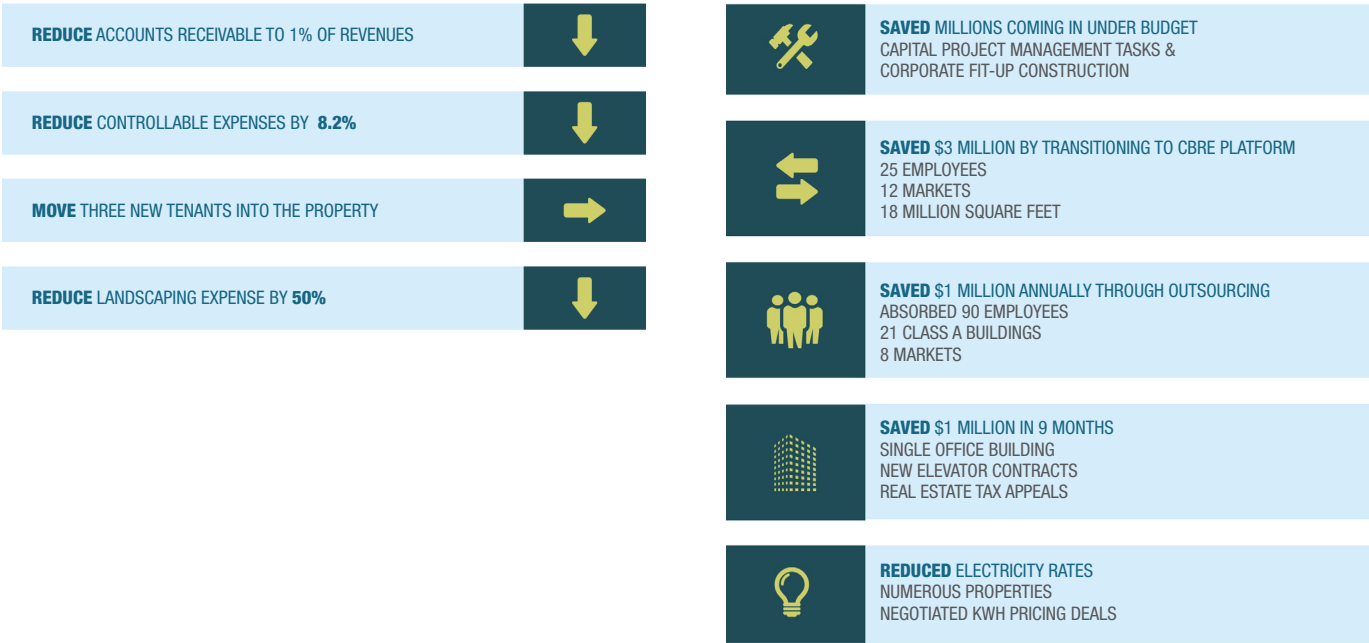 REDUCE ACCOUNTS RECEIVABLE TO 1% OF REVENUES
REDUCE CONTROLLABLE EXPENSES BY 8.2%
MOVE THREE NEW TENANTS INTO THE PROPERTY
REDUCE LANDSCAPING EXPENSE BY 50%
SAVED MILLIONS COMING IN UNDER BUDGET
CAPITAL PROJECT MANAGEMENT TASKS &
CORPORATE FIT-UP CONSTRUCTION
SAVED $3 MILLION BY TRANSITIONING TO CBRE PLATFORM
25 EMPLOYEES
12 MARKETS
18 MILLION SQUARE FEET
SAVED $1 MILLION ANNUALLY THROUGH OUTSOURCING
ABSORBED 90 EMPLOYEES
21 CLASS A BUILDINGS
8 MARKETS
SAVED $1 MILLION IN 9 MONTHS
SINGLE OFFICE BUILDING
NEW ELEVATOR CONTRACTS
REAL ESTATE TAX APPEALS
REDUCED ELECTRICITY RATES
NUMEROUS PROPERTIES
NEGOTIATED KWH PRICING DEALS